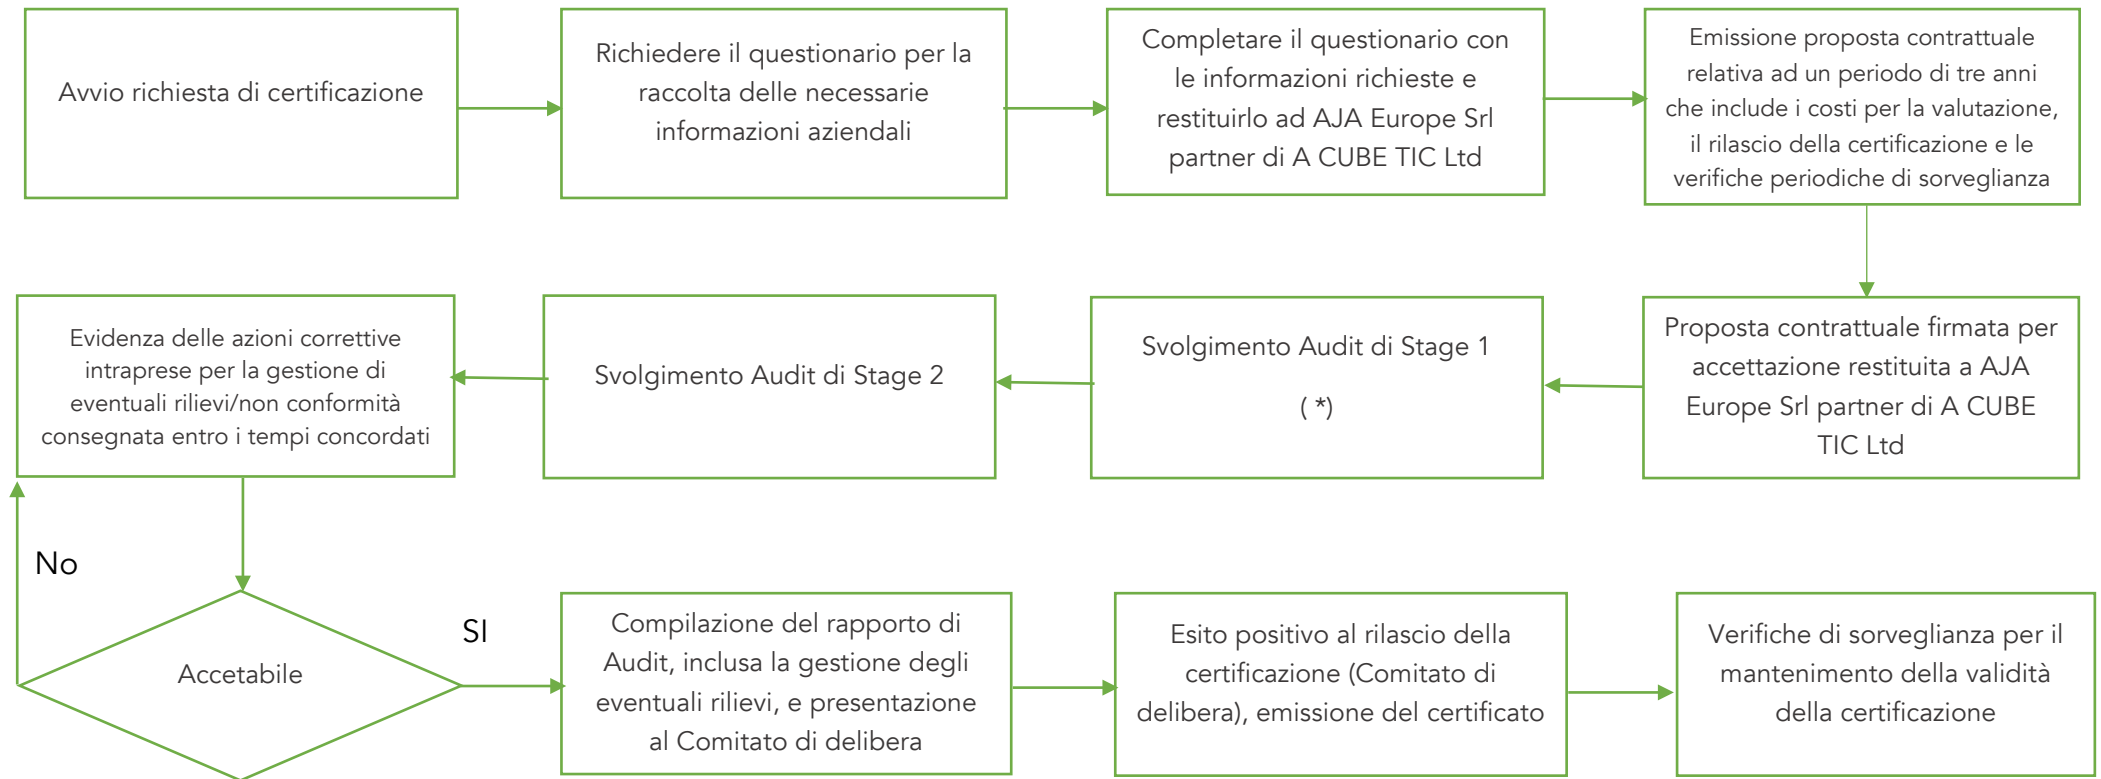 Avvio richiesta di certificazione
Richiedere il questionario per la
raccolta delle necessarie
informazioni aziendali
Completare il questionario con
le informazioni richieste e
restituirlo ad AJA Europe Srl
partner di A CUBE TIC Ltd
Emissione proposta contrattuale
relativa ad un periodo di tre anni
che include i costi per la valutazione,
il rilascio della certificazione e le
verifiche periodiche di sorveglianza
Proposta contrattuale firmata per
accettazione restituita a AJA
Europe Srl partner di A CUBE
TIC Ltd
Svolgimento Audit di Stage 1
( *)
Svolgimento Audit di Stage 2
Evidenza delle azioni correttive
intraprese per la gestione di
eventuali rilievi/non conformità
consegnata entro i tempi concordati
No
Accetabile
SI
Compilazione del rapporto di
Audit, inclusa la gestione degli
eventuali rilievi, e presentazione
al Comitato di delibera
Esito positivo al rilascio della
certificazione (Comitato di
delibera), emissione del certificato
Verifiche di sorveglianza per il
mantenimento della validità
della certificazione